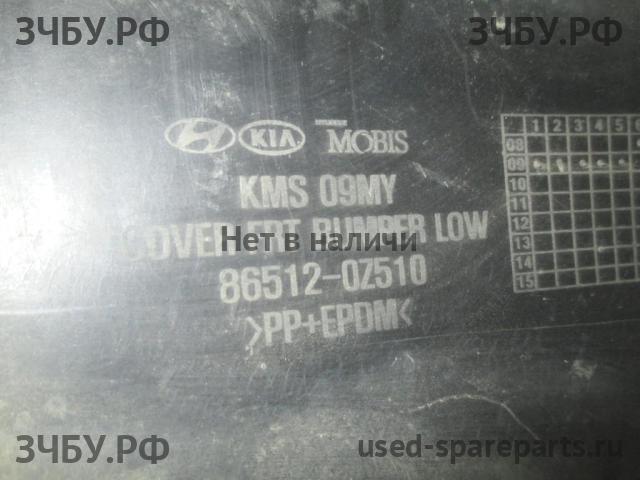 ЗЧБУ.РФ ЗЧБУ.РФ
KIA MOBIS
KMS 09MY
COVER-FRT BUMPER LOW
Нет в наличи
86512-0Z510
>PP+EPDM<
1 2 3 4 5 6
08
09
10
11
12
13
14
15
ЗЧБУ.РФ used-spareparts.ru